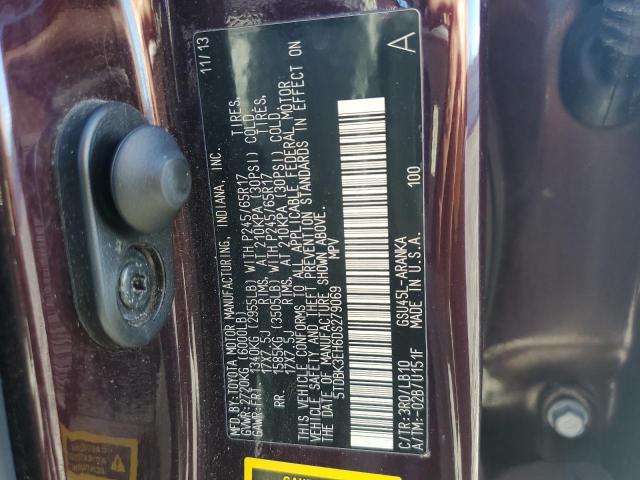 MFD.BY:TOYOTA MOTOR MANUFACTURING, INDIANA, INC. 11/13
GVWR:2720KG(6000LB)
GAWR:FR. 1340KG (2955LB) WITH P245/65R17 TIRES,
17X7.5J RIMS, AT 210KPA (30PSI) COLD
RR. 1585KG (3505LB) WITH P245/65R17 TIRES,
17X7.5J RIMS, AT 210KPA (30PSI) COLD
THIS VEHICLE CONFORMS TO ALL APPLICABLE FEDERAL MOTOR
VEHICLE SAFETY AND THEFT PREVENTION STANDARDS IN EFFECT ON
THE DATE OF MANUFACTURE SHOWN ABOVE.
5TDBK3EH6DS279069 MPV
A
C/TR:3R0/LB10 GSU45L-ARANKA 100
A/TM:-02B/U151F MADE IN U.S.A.